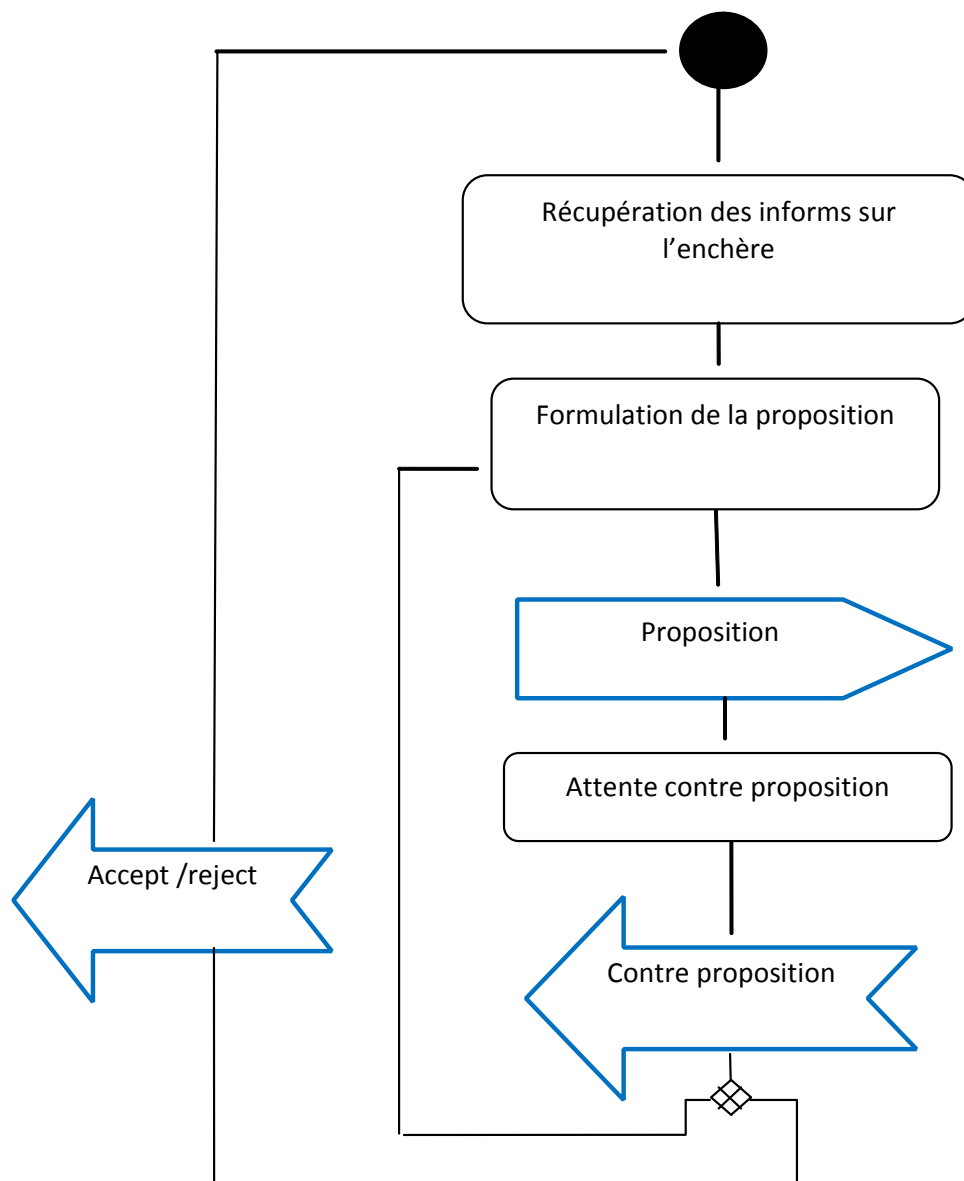 Récupération des informs sur
l'enchère
Formulation de la proposition
Proposition
Attente contre proposition
Accept /reject
Contre proposition